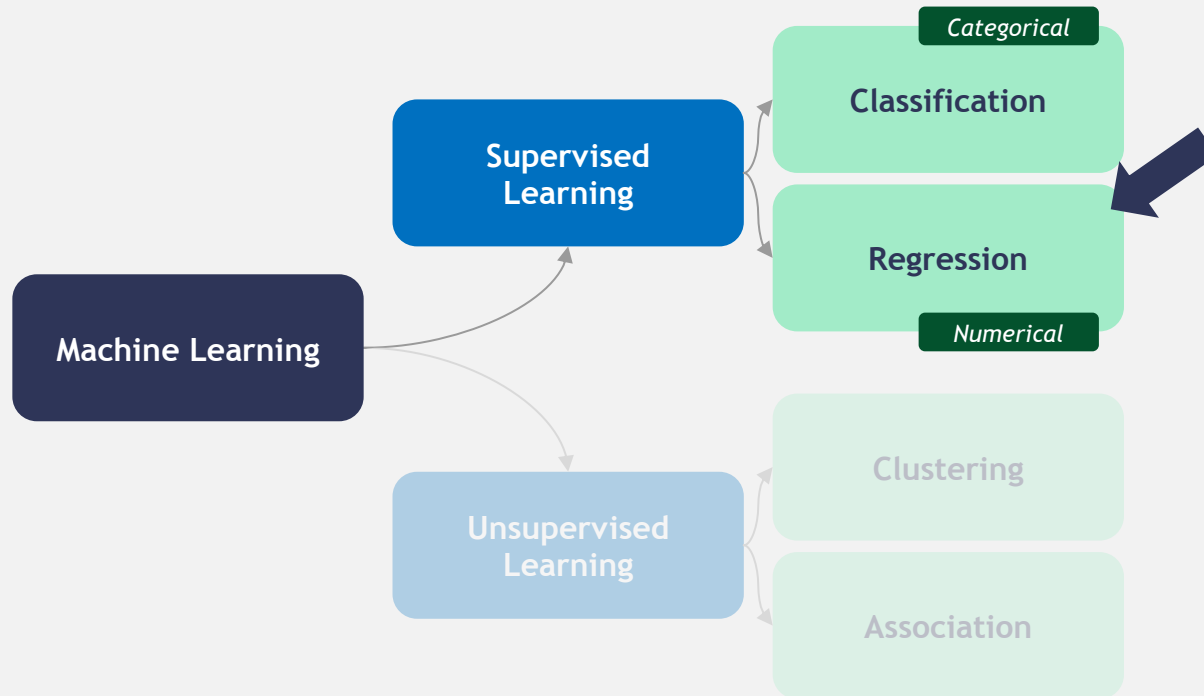 Categorical
Classification
Supervised
Learning
Regression
Numerical
Machine Learning
Clustering
Unsupervised
Learning
Association